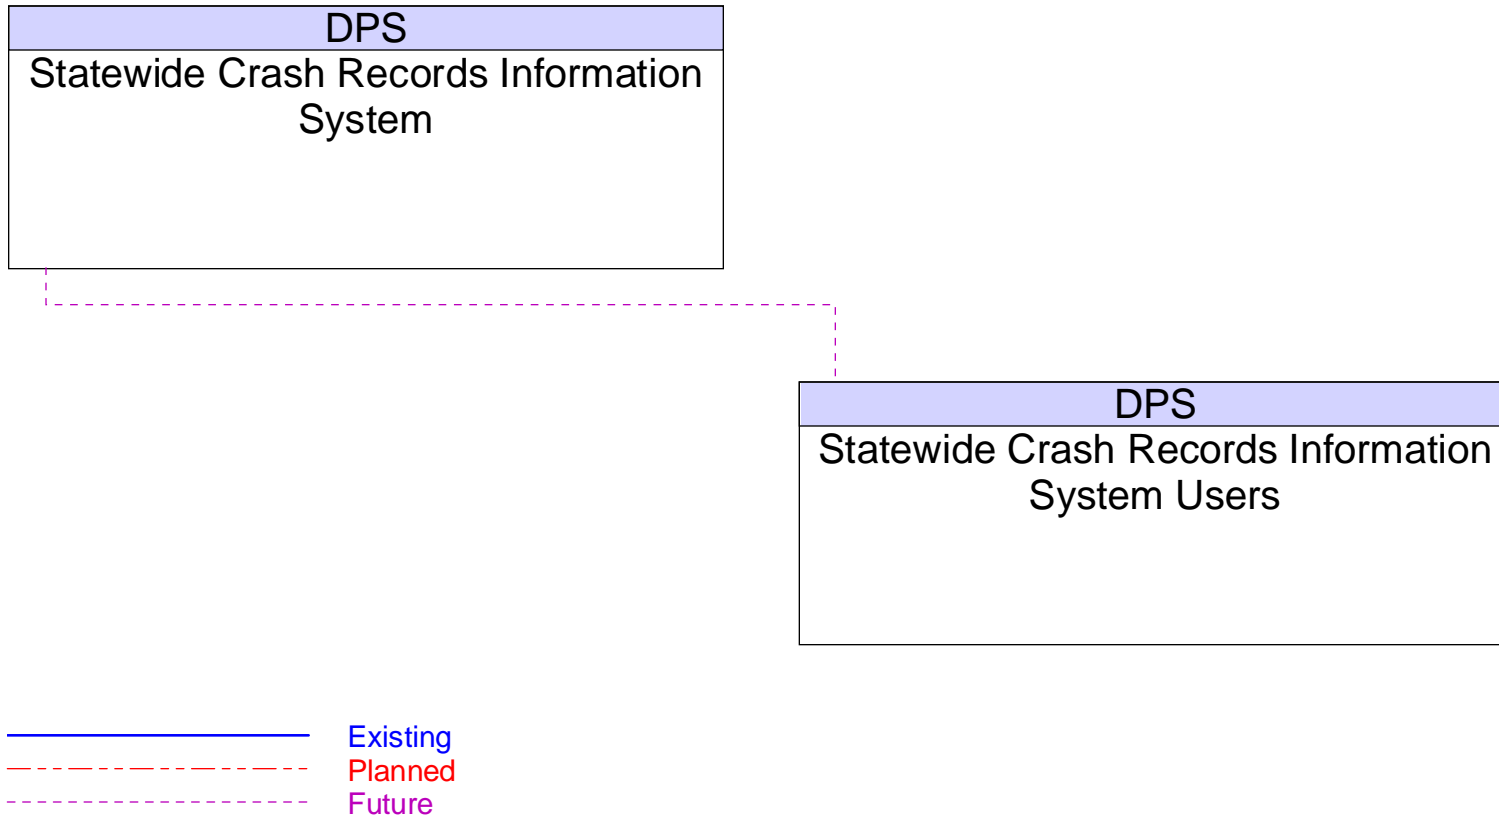 DPS
Statewide Crash Records Information
System
DPS
Statewide Crash Records Information
System Users
Existing
Planned
Future